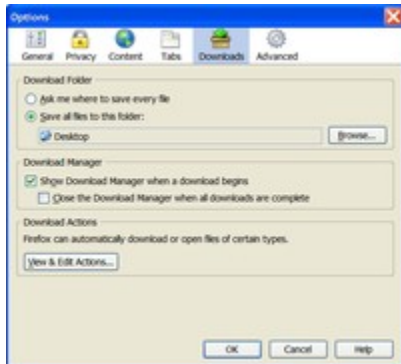 Options
General Privacy Content Tabs Downloads Advanced
Download Folder
Ask me where to save every file
Save all files to this folder:
Desktop Browse...
Download Manager
Show Download Manager when a download begins
Close the Download Manager when all downloads are complete
Download Actions
Firefox can automatically download or open files of certain types.
View & Edit Actions...
OK Cancel Help